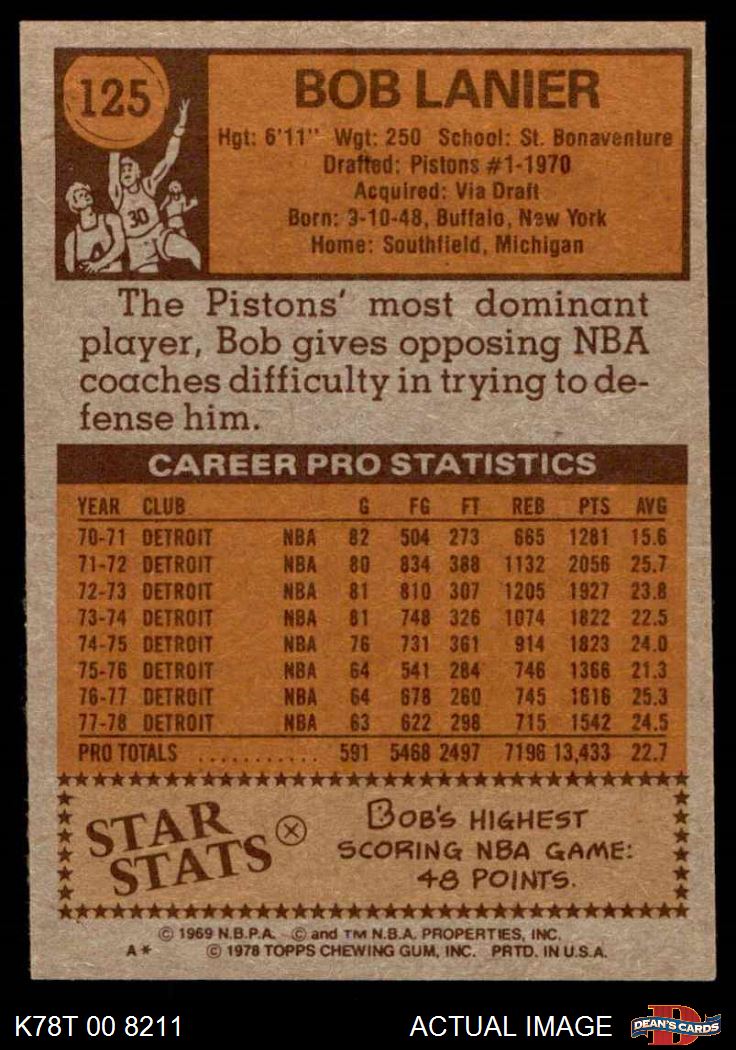 125
BOB LANIER
Hgt: 6'11" Wgt: 250 School: St. Bonaventure
Drafted: Pistons #1-1970
Acquired: Via Draft
Born: 3-10-48, Buffalo, New York
Home: Southfield, Michigan
30
The Pistons' most dominant
player, Bob gives opposing NBA
coaches difficulty in trying to de-
fense him.
CAREER PRO STATISTICS
YEAR CLUB G FG FT REB PTS AVG
70-71 DETROIT NBA 82 504 273 665 1281 15.6
71-72 DETROIT NBA 80 834 388 1132 2056 25.7
72-73 DETROIT NBA 81 810 307 1205 1927 23.8
73-74 DETROIT NBA 81 748 326 1074 1822 22.5
74-75 DETROIT NBA 76 731 361 914 1823 24.0
75-76 DETROIT NBA 64 541 284 746 1366 21.3
76-77 DETROIT NBA 64 678 260 745 1616 25.3
77-78 DETROIT NBA 63 622 298 715 1542 24.5
PRO TOTALS ........... 591 5468 2497 7196 13,433 22.7
STAR
STATS
BOB'S HIGHEST
SCORING NBA GAME:
48 POINTS.
© 1969 N.B.P.A. © and TM N.B.A. PROPERTIES, INC.
A* © 1978 TOPPS CHEWING GUM, INC. PRTD. IN U.S.A.
K78T 00 8211
ACTUAL IMAGE
D
DEAN'S CARDS